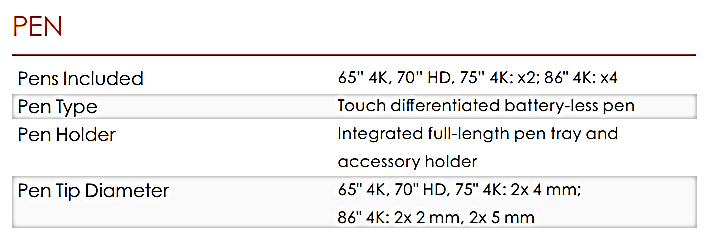 PEN
Pens Included 65" 4K, 70" HD, 75" 4K: x2; 86" 4K: x4
Pen Type Touch differentiated battery-less pen
Pen Holder Integrated full-length pen tray and
accessory holder
Pen Tip Diameter 65" 4K, 70" HD, 75" 4K: 2x 4 mm;
86" 4K: 2x 2 mm, 2x 5 mm